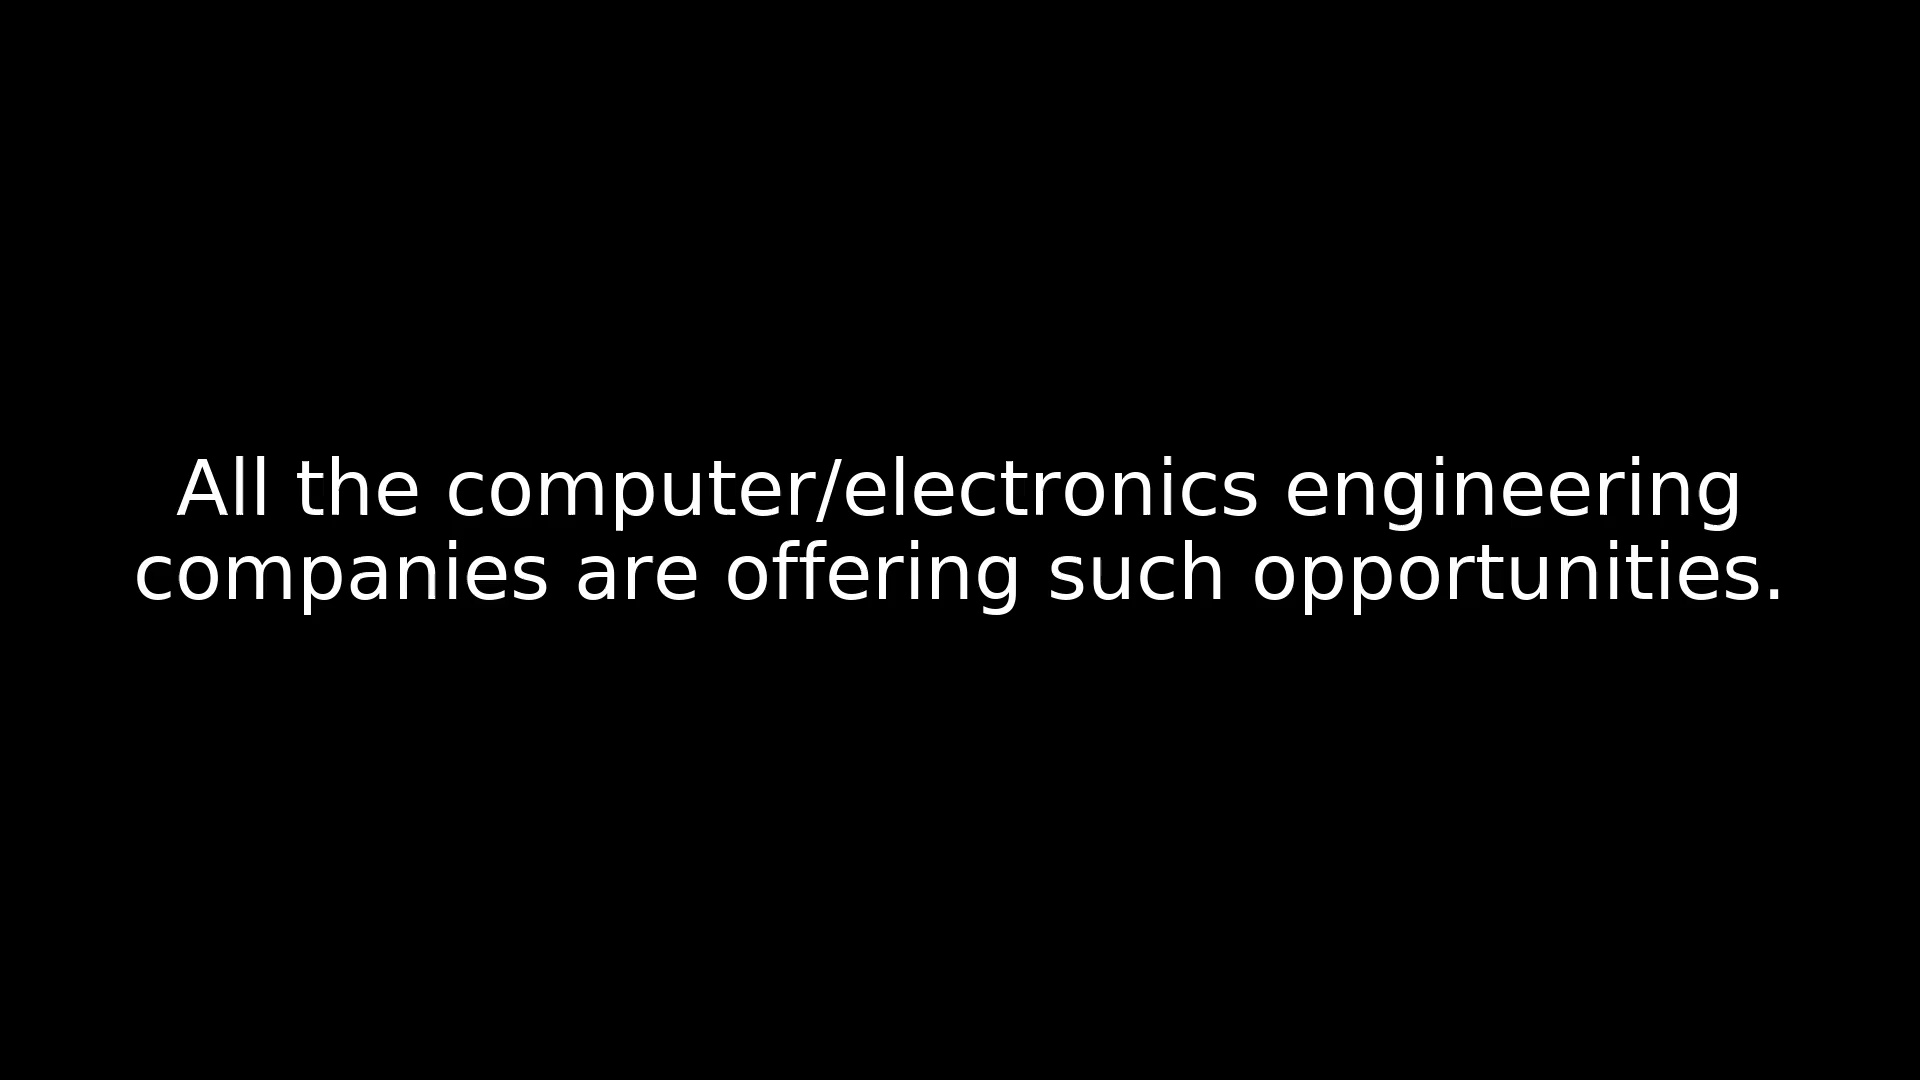 All the computer/electronics engineering
companies are offering such opportunities.